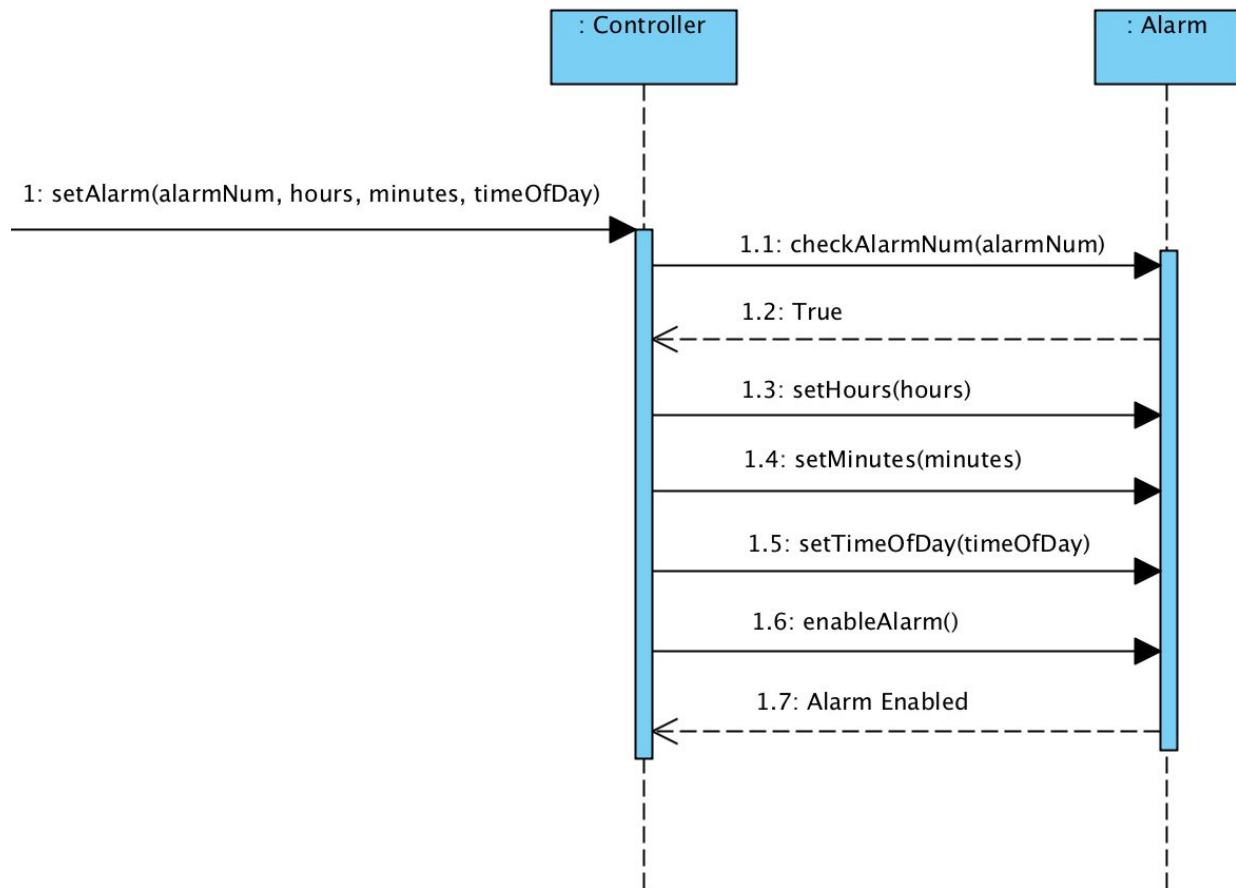 : Controller
: Alarm
1: setAlarm(alarmNum, hours, minutes, timeOfDay)
1.1: checkAlarmNum(alarmNum)
1.2: True
1.3: setHours(hours)
1.4: setMinutes(minutes)
1.5: setTimeOfDay(timeOfDay)
1.6: enableAlarm()
1.7: Alarm Enabled